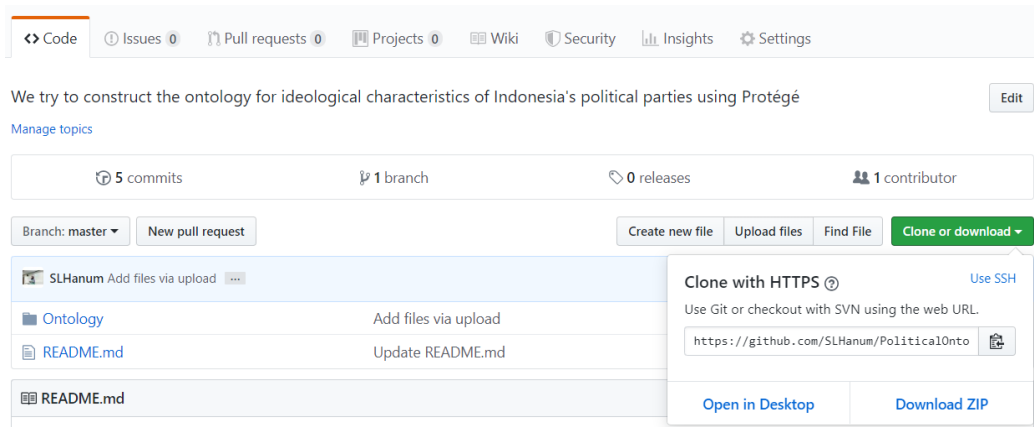 <> Code Issues 0 Pull requests 0 Projects 0 Wiki Security Insights Settings
We try to construct the ontology for ideological characteristics of Indonesia's political parties using Protégé Edit
Manage topics
5 commits 1 branch 0 releases 1 contributor
Branch: master New pull request Create new file Upload files Find File Clone or download
SLHanum Add files via upload ...
Ontology Add files via upload
README.md Update README.md
README.md
Clone with HTTPS Use SSH
Use Git or checkout with SVN using the web URL.
https://github.com/SLHanum/PoliticalOnto
Open in Desktop Download ZIP